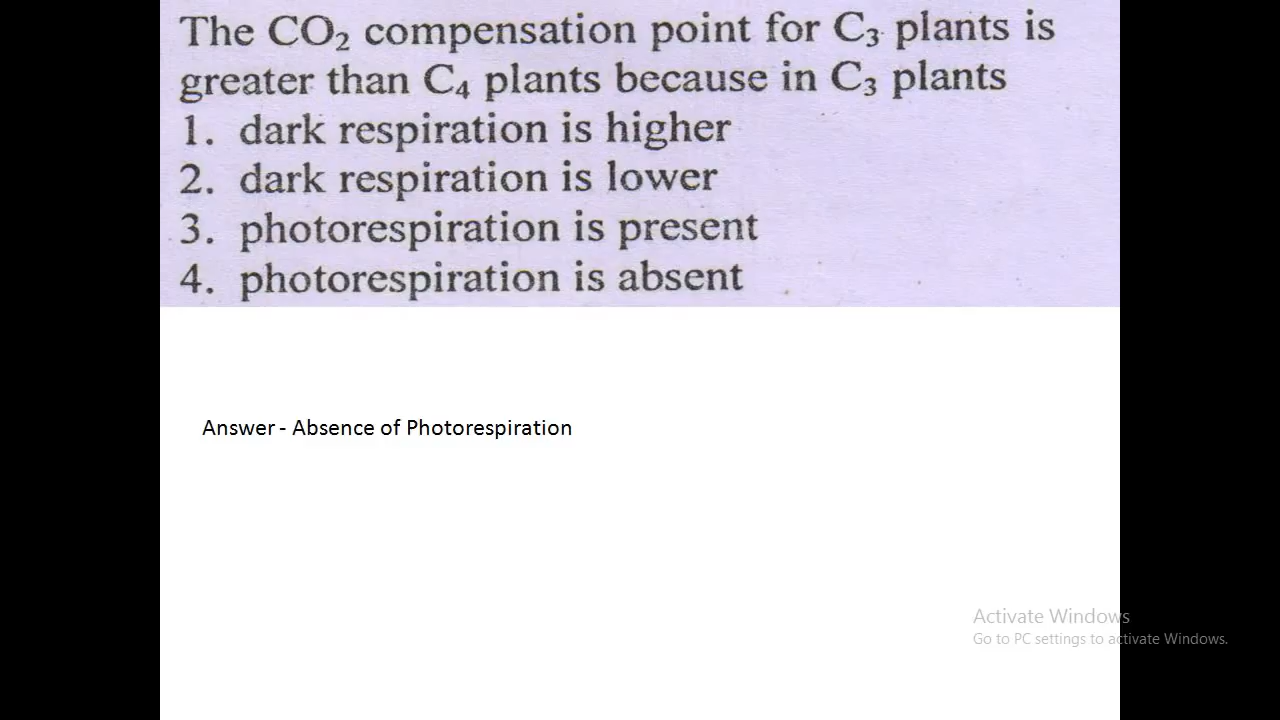 The CO₂ compensation point for C₃ plants is
greater than C₄ plants because in C₃ plants
1. dark respiration is higher
2. dark respiration is lower
3. photorespiration is present
4. photorespiration is absent
Answer - Absence of Photorespiration
Activate Windows
Go to PC settings to activate Windows.